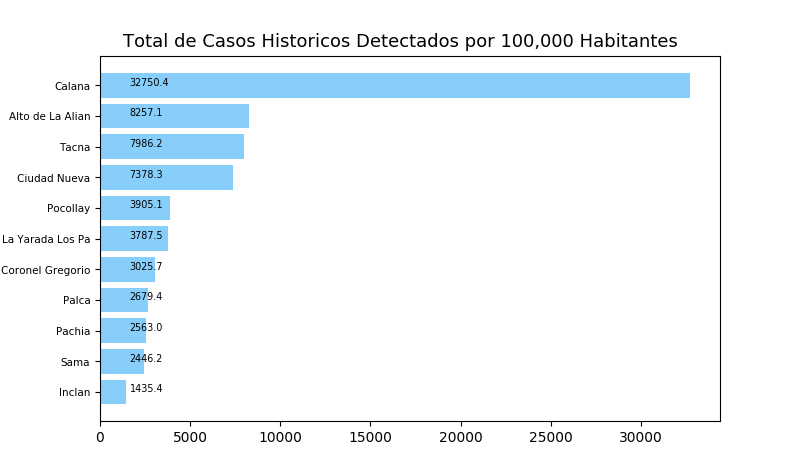 Total de Casos Historicos Detectados por 100,000 Habitantes
Calana 32750.4
Alto de La Alian 8257.1
Tacna 7986.2
Ciudad Nueva 7378.3
Pocollay 3905.1
La Yarada Los Pa 3787.5
Coronel Gregorio 3025.7
Palca 2679.4
Pachia 2563.0
Sama 2446.2
Inclan 1435.4
0 5000 10000 15000 20000 25000 30000